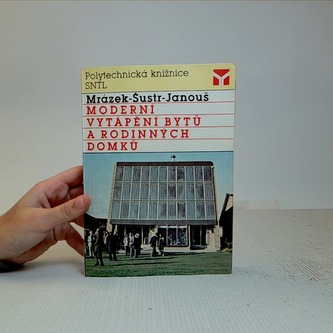 Polytechnická knižnice
SNTL
Mrázek-Šustr-Janouš
MODERNÍ
VYTÁPĚNÍ BYTŮ
A RODINNÝCH
DOMKŮ